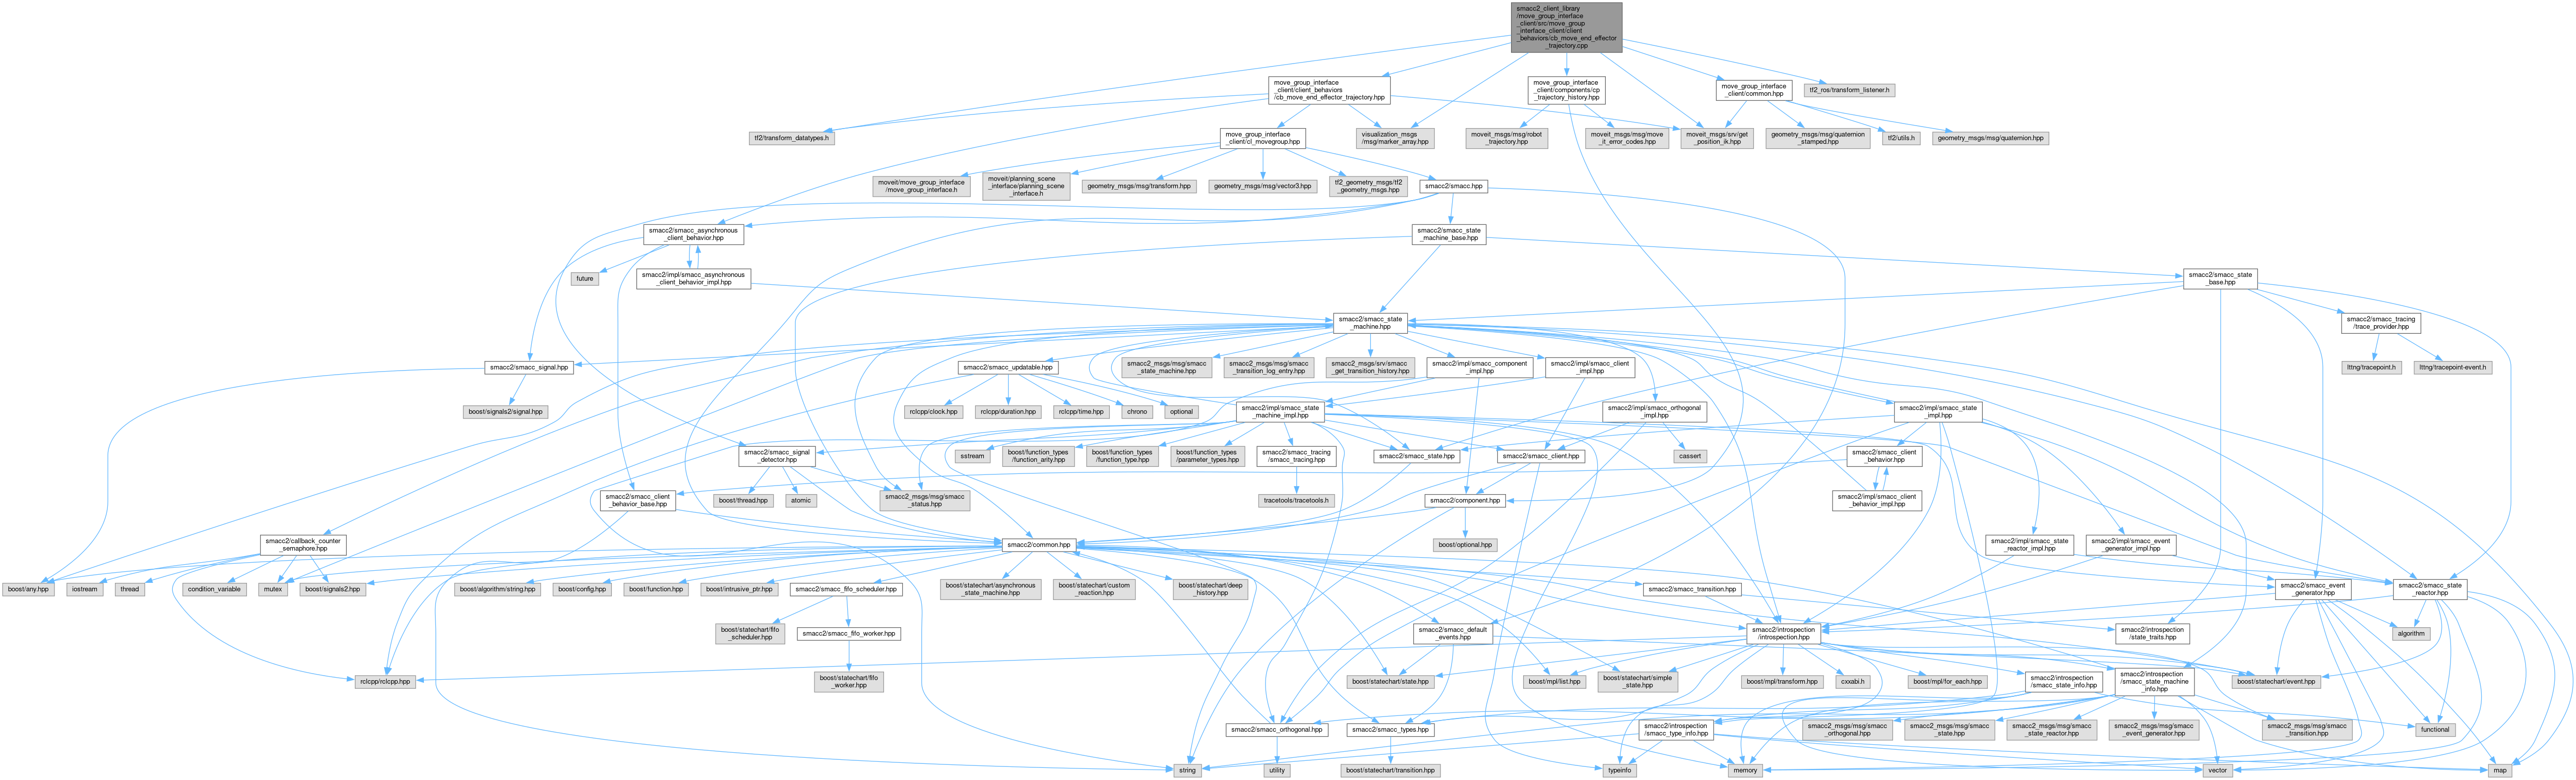 smacc2_client_library
/move_group_interface
_client/src/move_group
_interface_client/client
_behaviors/cb_move_end_effector
_trajectory.cpp
move_group_interface
_client/client_behaviors
/cb_move_end_effector_trajectory.hpp
move_group_interface
_client/components/cp
_trajectory_history.hpp
move_group_interface
_client/common.hpp
tf2_ros/transform_listener.h
tf2/transform_datatypes.h
move_group_interface
_client/cl_movegroup.hpp
visualization_msgs
/msg/marker_array.hpp
moveit_msgs/msg/robot
_trajectory.hpp
moveit_msgs/msg/move
_it_error_codes.hpp
moveit_msgs/srv/get
_position_ik.hpp
geometry_msgs/msg/quaternion
_stamped.hpp
tf2/utils.h
geometry_msgs/msg/quaternion.hpp
moveit/move_group_interface
/move_group_interface.h
moveit/planning_scene
_interface/planning_scene
_interface.h
geometry_msgs/msg/transform.hpp
geometry_msgs/msg/vector3.hpp
tf2_geometry_msgs/tf2
_geometry_msgs.hpp
smacc2/smacc.hpp
smacc2/smacc_asynchronous
_client_behavior.hpp
smacc2/smacc_state
_machine_base.hpp
future
smacc2/impl/smacc_asynchronous
_client_behavior_impl.hpp
smacc2/smacc_state
_base.hpp
smacc2/smacc_state
_machine.hpp
smacc2/smacc_tracing
/trace_provider.hpp
smacc2/smacc_signal.hpp
smacc2/smacc_updatable.hpp
smacc2_msgs/msg/smacc
_state_machine.hpp
smacc2_msgs/msg/smacc
_transition_log_entry.hpp
smacc2_msgs/srv/smacc
_get_transition_history.hpp
smacc2/impl/smacc_component
_impl.hpp
smacc2/impl/smacc_client
_impl.hpp
lttng/tracepoint.h
lttng/tracepoint-event.h
boost/signals2/signal.hpp
rclcpp/clock.hpp
rclcpp/duration.hpp
rclcpp/time.hpp
chrono
optional
smacc2/impl/smacc_state
_machine_impl.hpp
smacc2/impl/smacc_orthogonal
_impl.hpp
smacc2/impl/smacc_state
_impl.hpp
smacc2/smacc_signal
_detector.hpp
sstream
boost/function_types
/function_arity.hpp
boost/function_types
/function_type.hpp
boost/function_types
/parameter_types.hpp
smacc2/smacc_tracing
/smacc_tracing.hpp
smacc2/smacc_state.hpp
smacc2/smacc_client.hpp
cassert
smacc2/smacc_client
_behavior.hpp
smacc2/smacc_client
_behavior_base.hpp
boost/thread.hpp
atomic
smacc2_msgs/msg/smacc
_status.hpp
tracetools/tracetools.h
smacc2/component.hpp
smacc2/impl/smacc_client
_behavior_impl.hpp
smacc2/callback_counter
_semaphore.hpp
smacc2/common.hpp
boost/optional.hpp
smacc2/impl/smacc_state
_reactor_impl.hpp
smacc2/impl/smacc_event
_generator_impl.hpp
boost/any.hpp
iostream
thread
condition_variable
mutex
boost/signals2.hpp
boost/algorithm/string.hpp
boost/config.hpp
boost/function.hpp
boost/intrusive_ptr.hpp
smacc2/smacc_fifo_scheduler.hpp
boost/statechart/asynchronous
_state_machine.hpp
boost/statechart/custom
_reaction.hpp
boost/statechart/deep
_history.hpp
smacc2/smacc_transition.hpp
smacc2/smacc_event
_generator.hpp
smacc2/smacc_state
_reactor.hpp
boost/statechart/fifo
_scheduler.hpp
smacc2/smacc_fifo_worker.hpp
smacc2/smacc_default
_events.hpp
smacc2/introspection
/introspection.hpp
smacc2/introspection
/state_traits.hpp
algorithm
rclcpp/rclcpp.hpp
boost/statechart/fifo
_worker.hpp
boost/statechart/state.hpp
boost/mpl/list.hpp
boost/statechart/simple
_state.hpp
boost/mpl/transform.hpp
cxxabi.h
boost/mpl/for_each.hpp
smacc2/introspection
/smacc_state_info.hpp
smacc2/introspection
/smacc_state_machine
_info.hpp
boost/statechart/event.hpp
smacc2/smacc_orthogonal.hpp
smacc2/smacc_types.hpp
smacc2/introspection
/smacc_type_info.hpp
smacc2_msgs/msg/smacc
_orthogonal.hpp
smacc2_msgs/msg/smacc
_state.hpp
smacc2_msgs/msg/smacc
_state_reactor.hpp
smacc2_msgs/msg/smacc
_event_generator.hpp
smacc2_msgs/msg/smacc
_transition.hpp
functional
string
utility
boost/statechart/transition.hpp
typeinfo
memory
vector
map